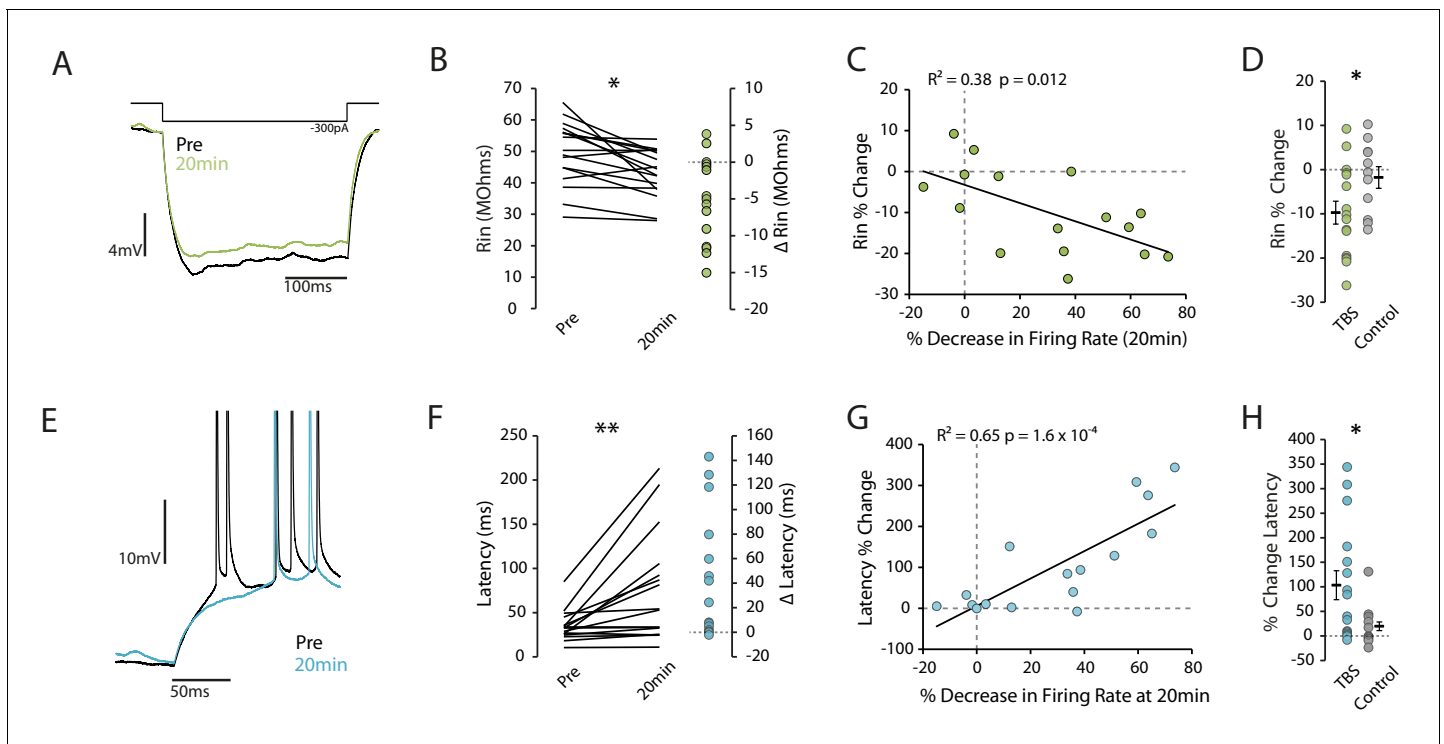 A
-300pA
Pre
20min
4mV
100ms
B
*
Rin (MOhms)
70
60
50
40
30
20
10
0
Pre
20min
10
5
0
-5
-10
-15
-20
Δ Rin (MOhms)
C
R² = 0.38 p = 0.012
Rin % Change
20
10
0
-10
-20
-30
-20
0
20
40
60
80
% Decrease in Firing Rate (20min)
D
*
Rin % Change
20
10
0
-10
-20
-30
TBS
Control
E
10mV
Pre
20min
50ms
F
**
Latency (ms)
250
200
150
100
50
0
Pre
20min
160
140
120
100
80
60
40
20
0
-20
Δ Latency (ms)
G
R² = 0.65 p = 1.6 x 10⁻⁴
Latency % Change
400
300
200
100
0
-100
-20
0
20
40
60
80
% Decrease in Firing Rate at 20min
H
*
% Change Latency
400
350
300
250
200
150
100
50
0
-50
TBS
Control